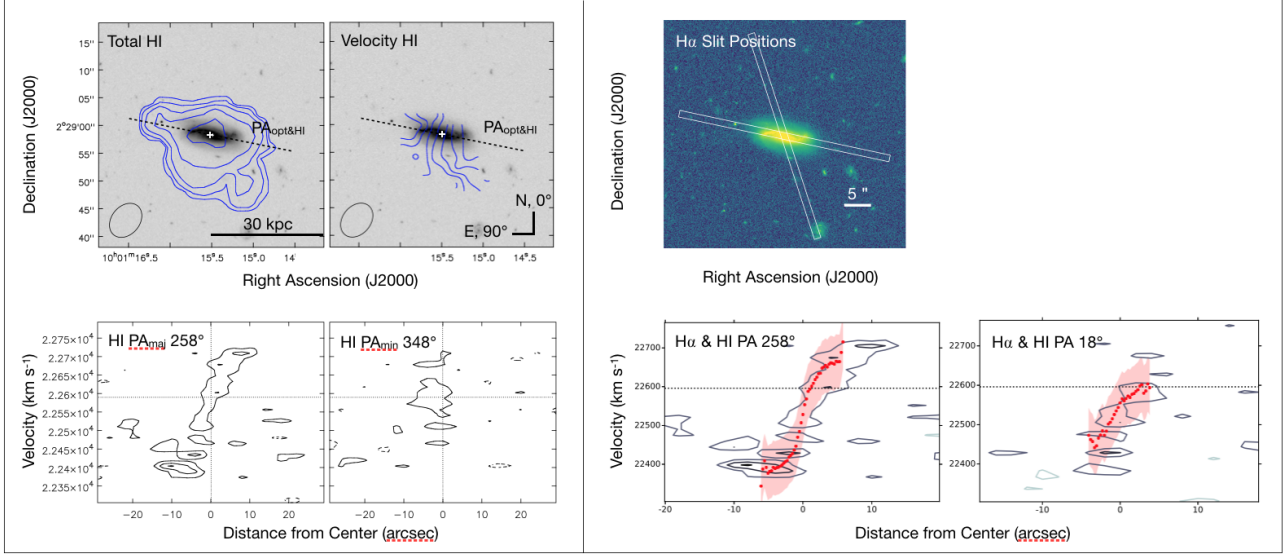 Total HI
Velocity HI
Hα Slit Positions
15"
10"
05"
2°29'00"
55"
50"
45"
40"
Declination (J2000)
PAopt&HI
PAopt&HI
30 kpc
N, 0°
E, 90°
10ʰ01ᵐ16ˢ.5
15ˢ.5
15ˢ.0
14
15ˢ.5
15ˢ.0
14ˢ.5
Right Ascension (J2000)
Declination (J2000)
5 "
Right Ascension (J2000)
HI PAmaj 258°
HI PAmin 348°
2.275×10⁴
2.27×10⁴
2.265×10⁴
2.26×10⁴
2.255×10⁴
2.25×10⁴
2.245×10⁴
2.24×10⁴
2.235×10⁴
Velocity (km s⁻¹)
−20 −10 0 10 20
−20 −10 0 10 20
Distance from Center (arcsec)
Hα & HI PA 258°
Hα & HI PA 18°
22700
22600
22500
22400
22700
22600
22500
22400
Velocity (km s⁻¹)
-20 -10 0 10
-10 0 10
Distance from Center (arcsec)